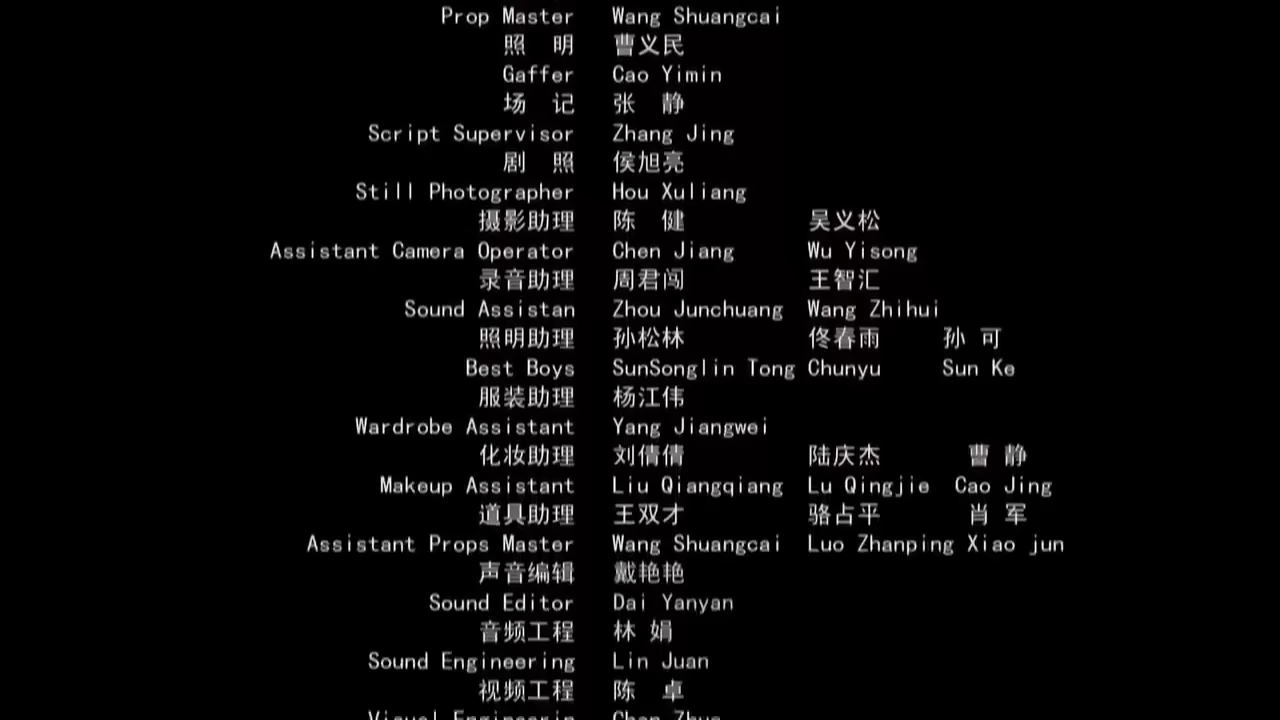 Prop Master Wang Shuangcai
照 明 曹义民
Gaffer Cao Yimin
场 记 张 静
Script Supervisor Zhang Jing
剧 照 侯旭亮
Still Photographer Hou Xuliang
摄影助理 陈 健 吴义松
Assistant Camera Operator Chen Jiang Wu Yisong
录音助理 周君闯 王智汇
Sound Assistan Zhou Junchuang Wang Zhihui
照明助理 孙松林 佟春雨 孙 可
Best Boys SunSonglin Tong Chunyu Sun Ke
服装助理 杨江伟
Wardrobe Assistant Yang Jiangwei
化妆助理 刘倩倩 陆庆杰 曹 静
Makeup Assistant Liu Qiangqiang Lu Qingjie Cao Jing
道具助理 王双才 骆占平 肖 军
Assistant Props Master Wang Shuangcai Luo Zhanping Xiao jun
声音编辑 戴艳艳
Sound Editor Dai Yanyan
音频工程 林 娟
Sound Engineering Lin Juan
视频工程 陈 卓
Visual Engineerin Chen Zhuo